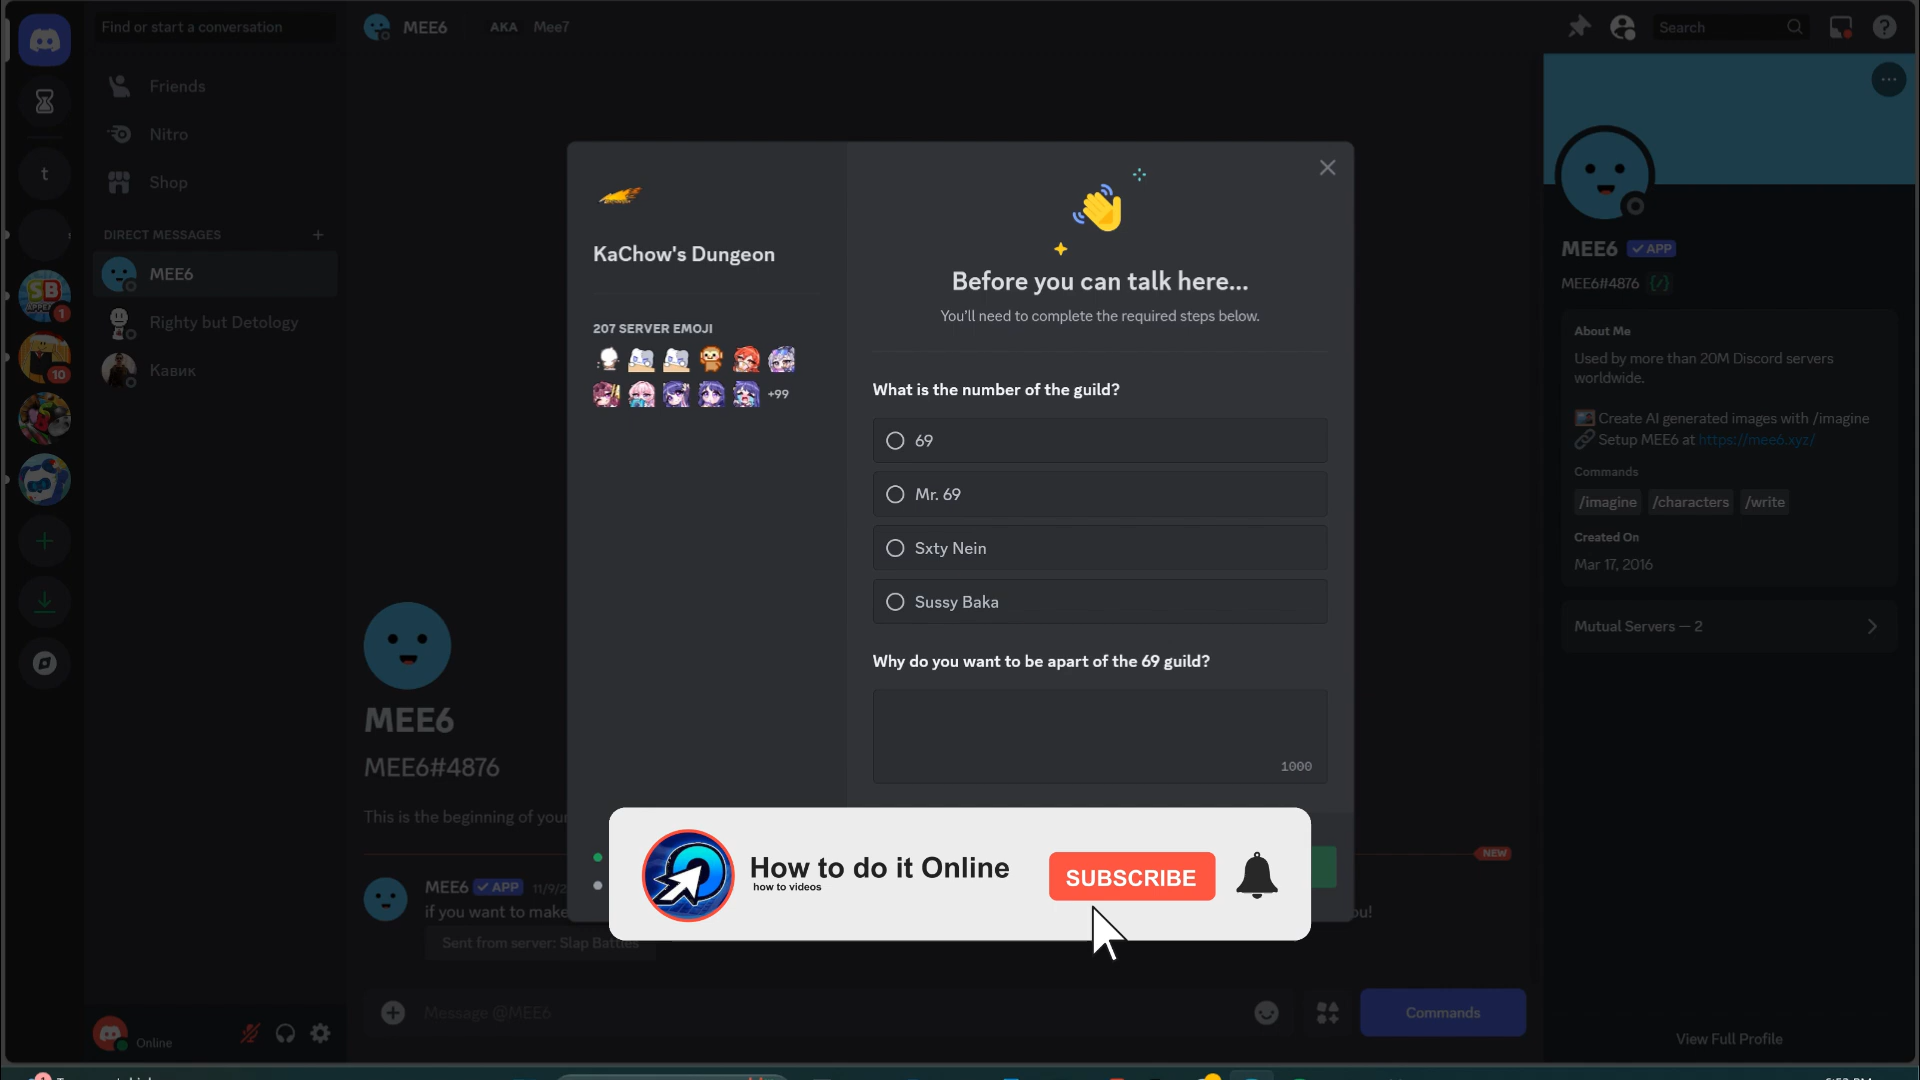 Find or start a conversation
MEE6 AKA Mee7
Search
Friends
Nitro
Shop
DIRECT MESSAGES
MEE6
Righty but Detology
Кавик
t
1
10
KaChow's Dungeon
207 SERVER EMOJI
+99
Before you can talk here...
You'll need to complete the required steps below.
What is the number of the guild?
69
Mr. 69
Sxty Nein
Sussy Baka
Why do you want to be apart of the 69 guild?
1000
MEE6
MEE6#4876
This is the beginning of your
NEW
MEE6 APP 11/9/2
if you want to make
ou!
Sent from server: Slap Battles
How to do it Online
how to videos
SUBSCRIBE
Message @MEE6
Commands
Online
MEE6 APP
MEE6#4876
About Me
Used by more than 20M Discord servers
worldwide.
Create AI generated images with /imagine
Setup MEE6 at https://mee6.xyz/
Commands
/imagine /characters /write
Created On
Mar 17, 2016
Mutual Servers — 2
View Full Profile